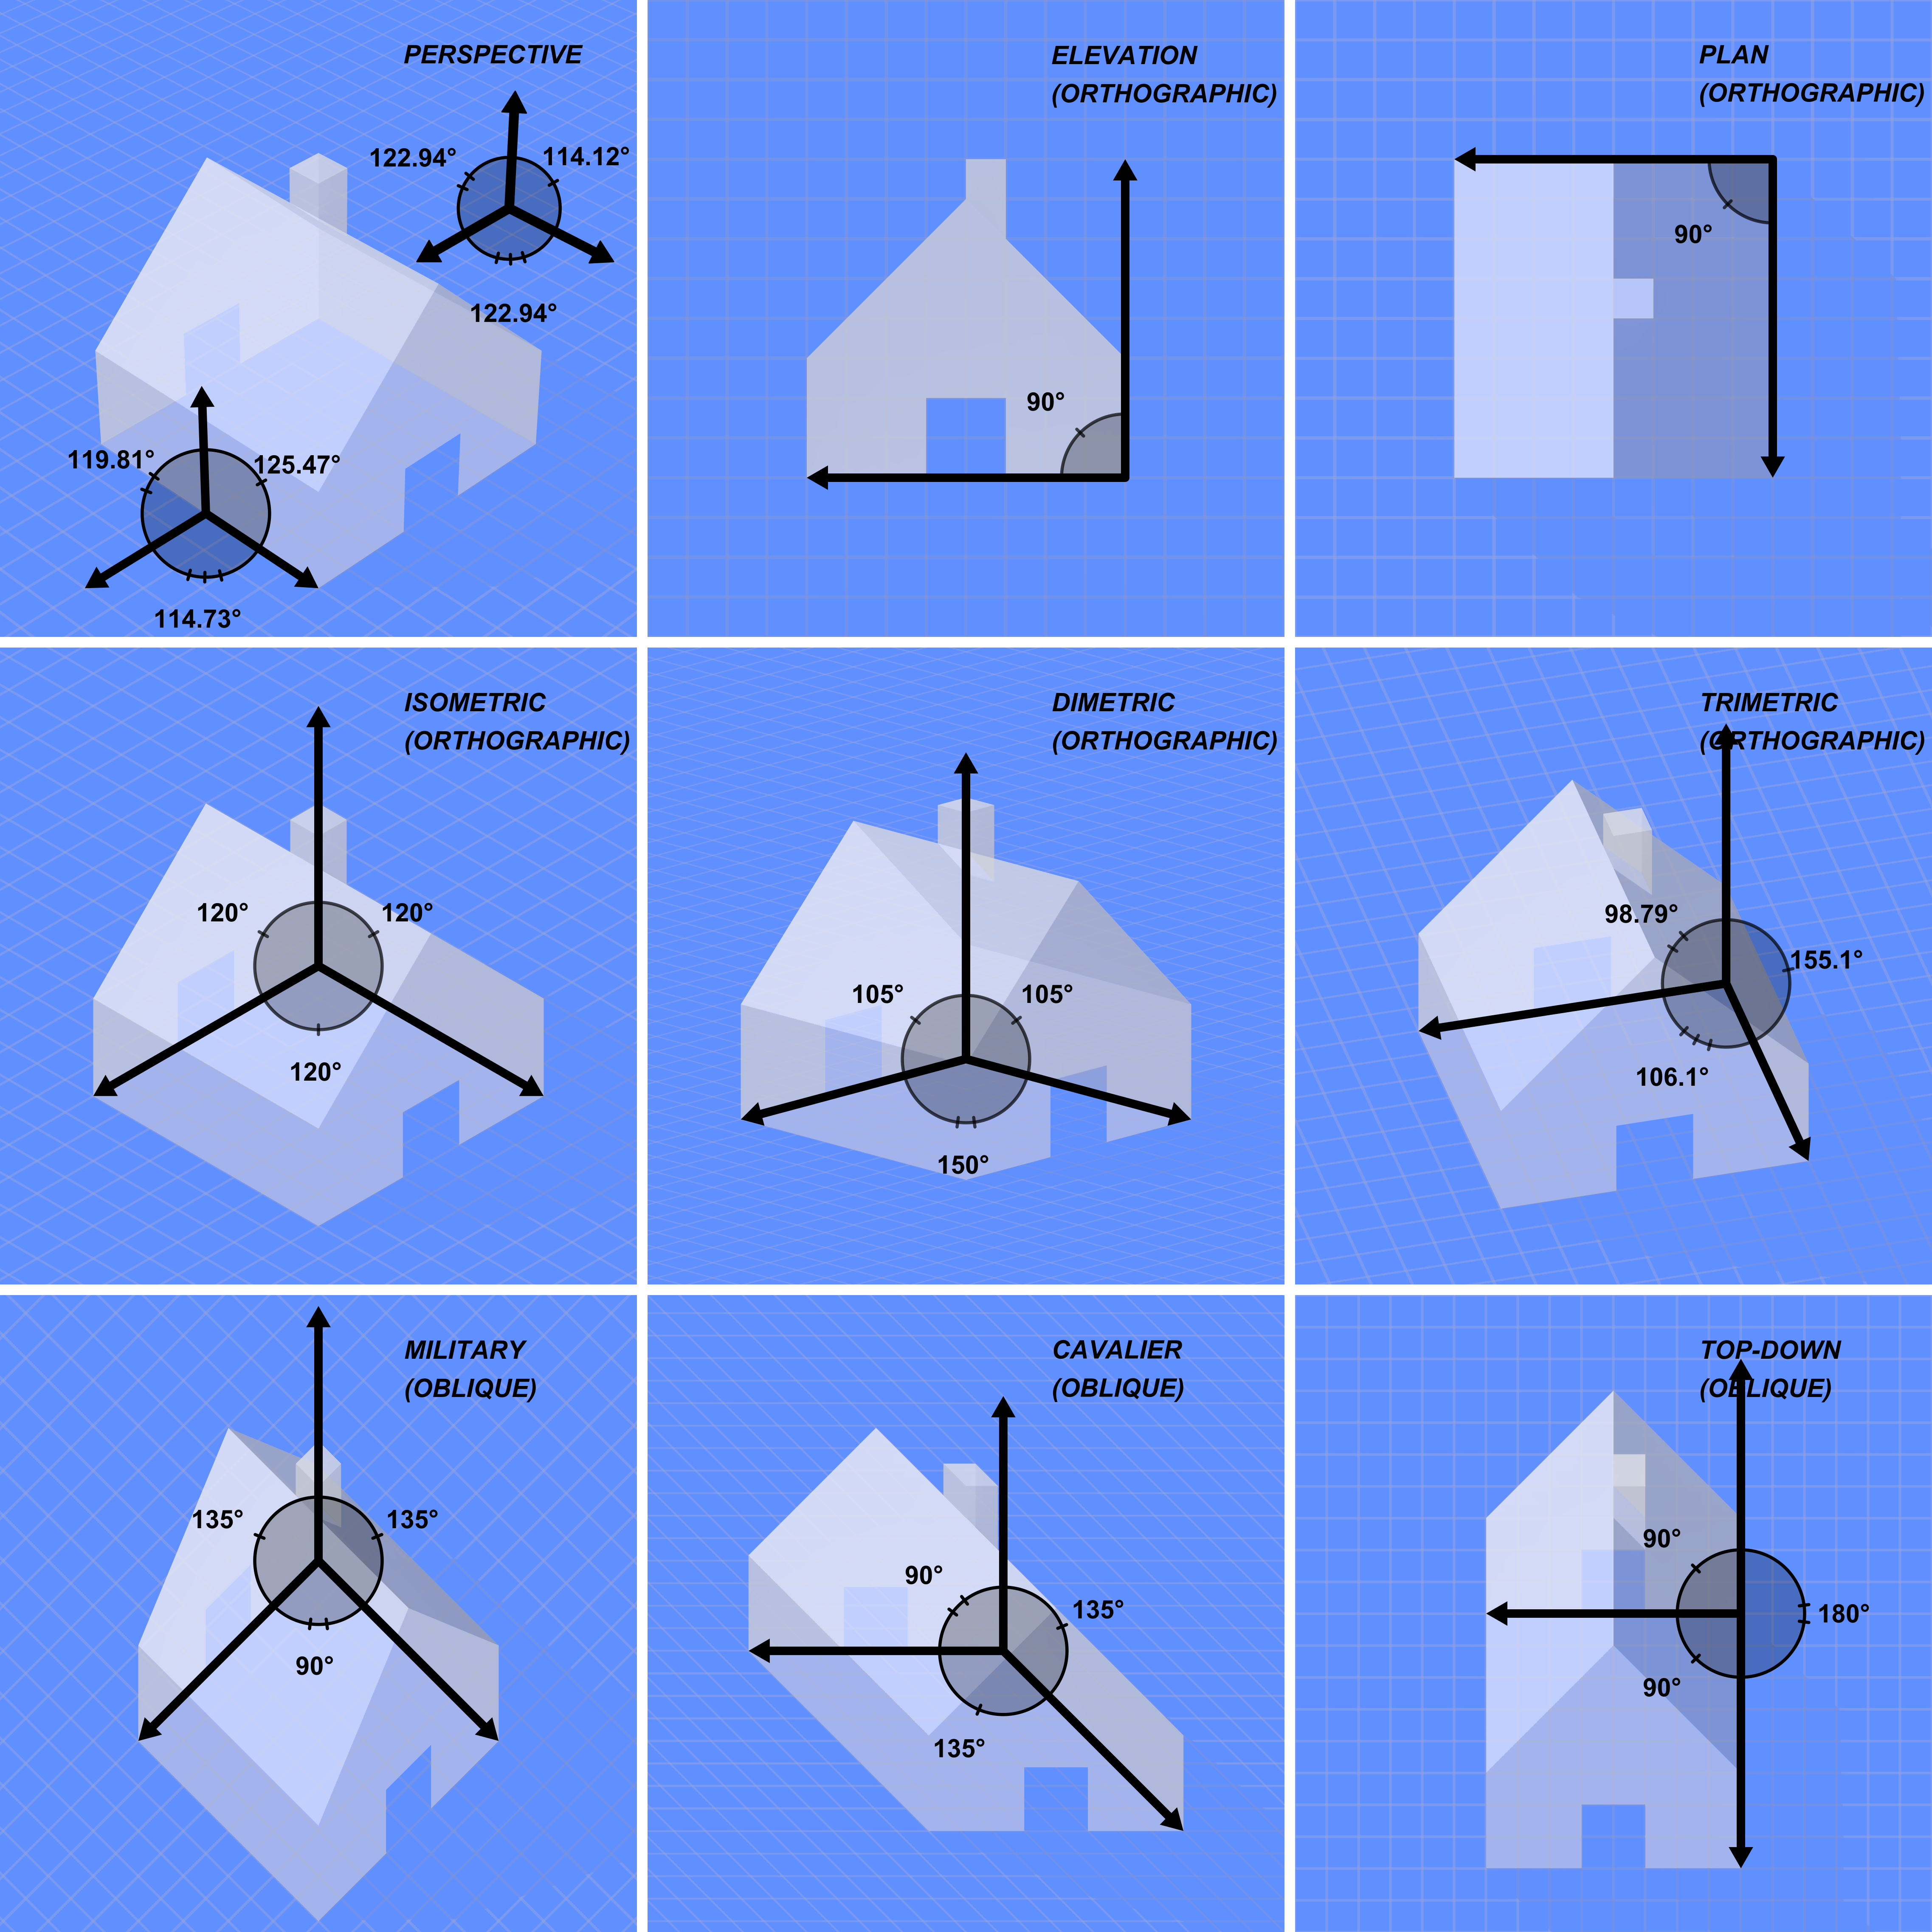 PERSPECTIVE
122.94°
114.12°
122.94°
119.81°
125.47°
114.73°
ELEVATION
(ORTHOGRAPHIC)
90°
PLAN
(ORTHOGRAPHIC)
90°
ISOMETRIC
(ORTHOGRAPHIC)
120°
120°
120°
DIMETRIC
(ORTHOGRAPHIC)
105°
105°
150°
TRIMETRIC
(ORTHOGRAPHIC)
98.79°
155.1°
106.1°
MILITARY
(OBLIQUE)
135°
135°
90°
CAVALIER
(OBLIQUE)
90°
135°
135°
TOP-DOWN
(OBLIQUE)
90°
180°
90°